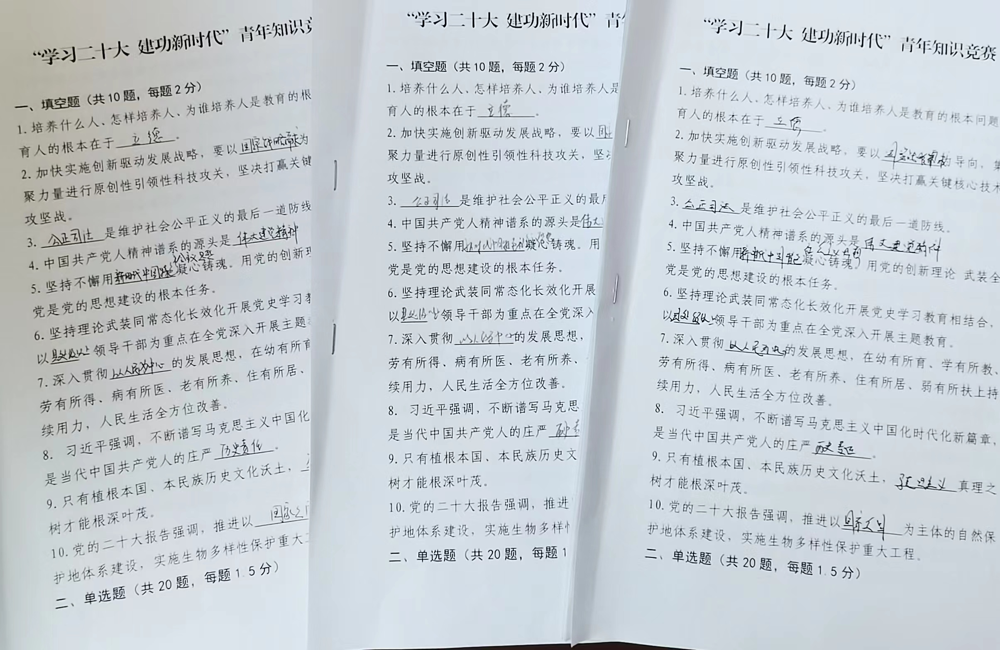 “学习二十大 建功新时代”青年知识竞
一、填空题（共10题，每题2分）
1. 培养什么人、怎样培养人、为谁培养人是教育的根
育人的根本在于 立德 。
2. 加快实施创新驱动发展战略，要以国家战略需求为
聚力量进行原创性引领性科技攻关，坚决打赢关键
攻坚战。
3. 公正司法 是维护社会公平正义的最后一道防线
4. 中国共产党人精神谱系的源头是 伟大建党精神
5. 坚持不懈用新时代中国特色凝心铸魂。用党的创新理
党是党的思想建设的根本任务。
6. 坚持理论武装同常态化长效化开展党史学习教
以县处级以上领导干部为重点在全党深入开展主题
7. 深入贯彻 以人民为中心 的发展思想，在幼有所育
劳有所得、病有所医、老有所养、住有所居、
续用力，人民生活全方位改善。
8. 习近平强调，不断谱写马克思主义中国化
是当代中国共产党人的庄严 历史责任 。
9. 只有植根本国、本民族历史文化沃土，
树才能根深叶茂。
10. 党的二十大报告强调，推进以 国家公
护地体系建设，实施生物多样性保护重大工
二、单选题（共20题，每题1.5分）
“学习二十大 建功新时代”青
一、填空题（共10题，每题2分）
1. 培养什么人、怎样培养人、为谁培养人是
育人的根本在于 立德 。
2. 加快实施创新驱动发展战略，要以国
聚力量进行原创性引领性科技攻关，坚
攻坚战。
3. 公正司法 是维护社会公平正义的最后
4. 中国共产党人精神谱系的源头是伟大
5. 坚持不懈用凝心铸魂。用
党是党的思想建设的根本任务。
6. 坚持理论武装同常态化长效化开展
以县处级以上领导干部为重点在全党深入
7. 深入贯彻 以人民为中心的发展思想，
劳有所得、病有所医、老有所养、
续用力，人民生活全方位改善。
8. 习近平强调，不断谱写马克思
是当代中国共产党人的庄严 历史责
9. 只有植根本国、本民族历史文
树才能根深叶茂。
10. 党的二十大报告强调，推进
护地体系建设，实施生物多样性
二、单选题（共20题，每题1
“学习二十大 建功新时代”青年知识竞赛
一、填空题（共10题，每题2分）
1. 培养什么人、怎样培养人、为谁培养人是教育的根本问题
育人的根本在于 立德 。
2. 加快实施创新驱动发展战略，要以国家战略需求为导向，集
聚力量进行原创性引领性科技攻关，坚决打赢关键核心技术
攻坚战。
3. 公正司法 是维护社会公平正义的最后一道防线。
4. 中国共产党人精神谱系的源头是 伟大建党精神
5. 坚持不懈用凝心铸魂。用党的创新理论 武装全
党是党的思想建设的根本任务。
6. 坚持理论武装同常态化长效化开展党史学习教育相结合，
以县处级以上领导干部为重点在全党深入开展主题教育。
7. 深入贯彻 以人民为中心的发展思想，在幼有所育、学有所教、
劳有所得、病有所医、老有所养、住有所居、弱有所扶上持
续用力，人民生活全方位改善。
8. 习近平强调，不断谱写马克思主义中国化时代化新篇章，
是当代中国共产党人的庄严 历史责任 。
9. 只有植根本国、本民族历史文化沃土，马克思主义 真理之
树才能根深叶茂。
10. 党的二十大报告强调，推进以国家公园 为主体的自然保
护地体系建设，实施生物多样性保护重大工程。
二、单选题（共20题，每题1.5分）